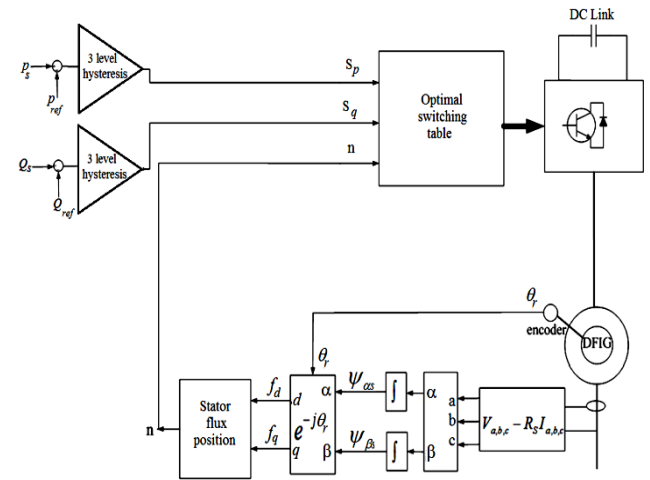 DC Link
3 level
hysteresis
p_s
p_ref
S_p
Optimal
switching
table
S_q
3 level
hysteresis
Q_s
Q_ref
n
θ_r
encoder
DFIG
θ_r
f_d
d
α
ψ_αs
∫
α
a
Stator
flux
position
n
e^{-jθ_r}
b
V_{a,b,c} − R_S I_{a,b,c}
f_q
q
β
ψ_βs
∫
β
c